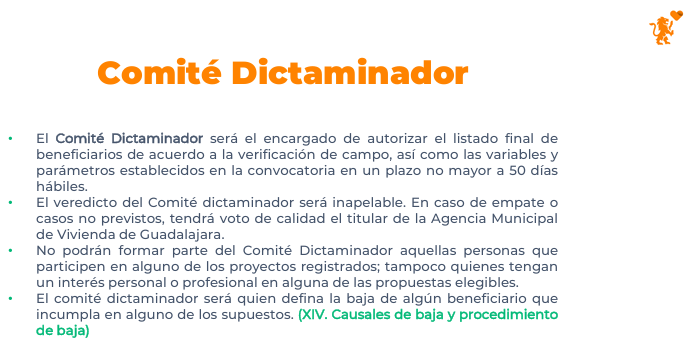 Comité Dictaminador
• El Comité Dictaminador será el encargado de autorizar el listado final de
beneficiarios de acuerdo a la verificación de campo, así como las variables y
parámetros establecidos en la convocatoria en un plazo no mayor a 50 días
hábiles.
• El veredicto del Comité dictaminador será inapelable. En caso de empate o
casos no previstos, tendrá voto de calidad el titular de la Agencia Municipal
de Vivienda de Guadalajara.
• No podrán formar parte del Comité Dictaminador aquellas personas que
participen en alguno de los proyectos registrados; tampoco quienes tengan
un interés personal o profesional en alguna de las propuestas elegibles.
• El comité dictaminador será quien defina la baja de algún beneficiario que
incumpla en alguno de los supuestos. (XIV. Causales de baja y procedimiento
de baja)